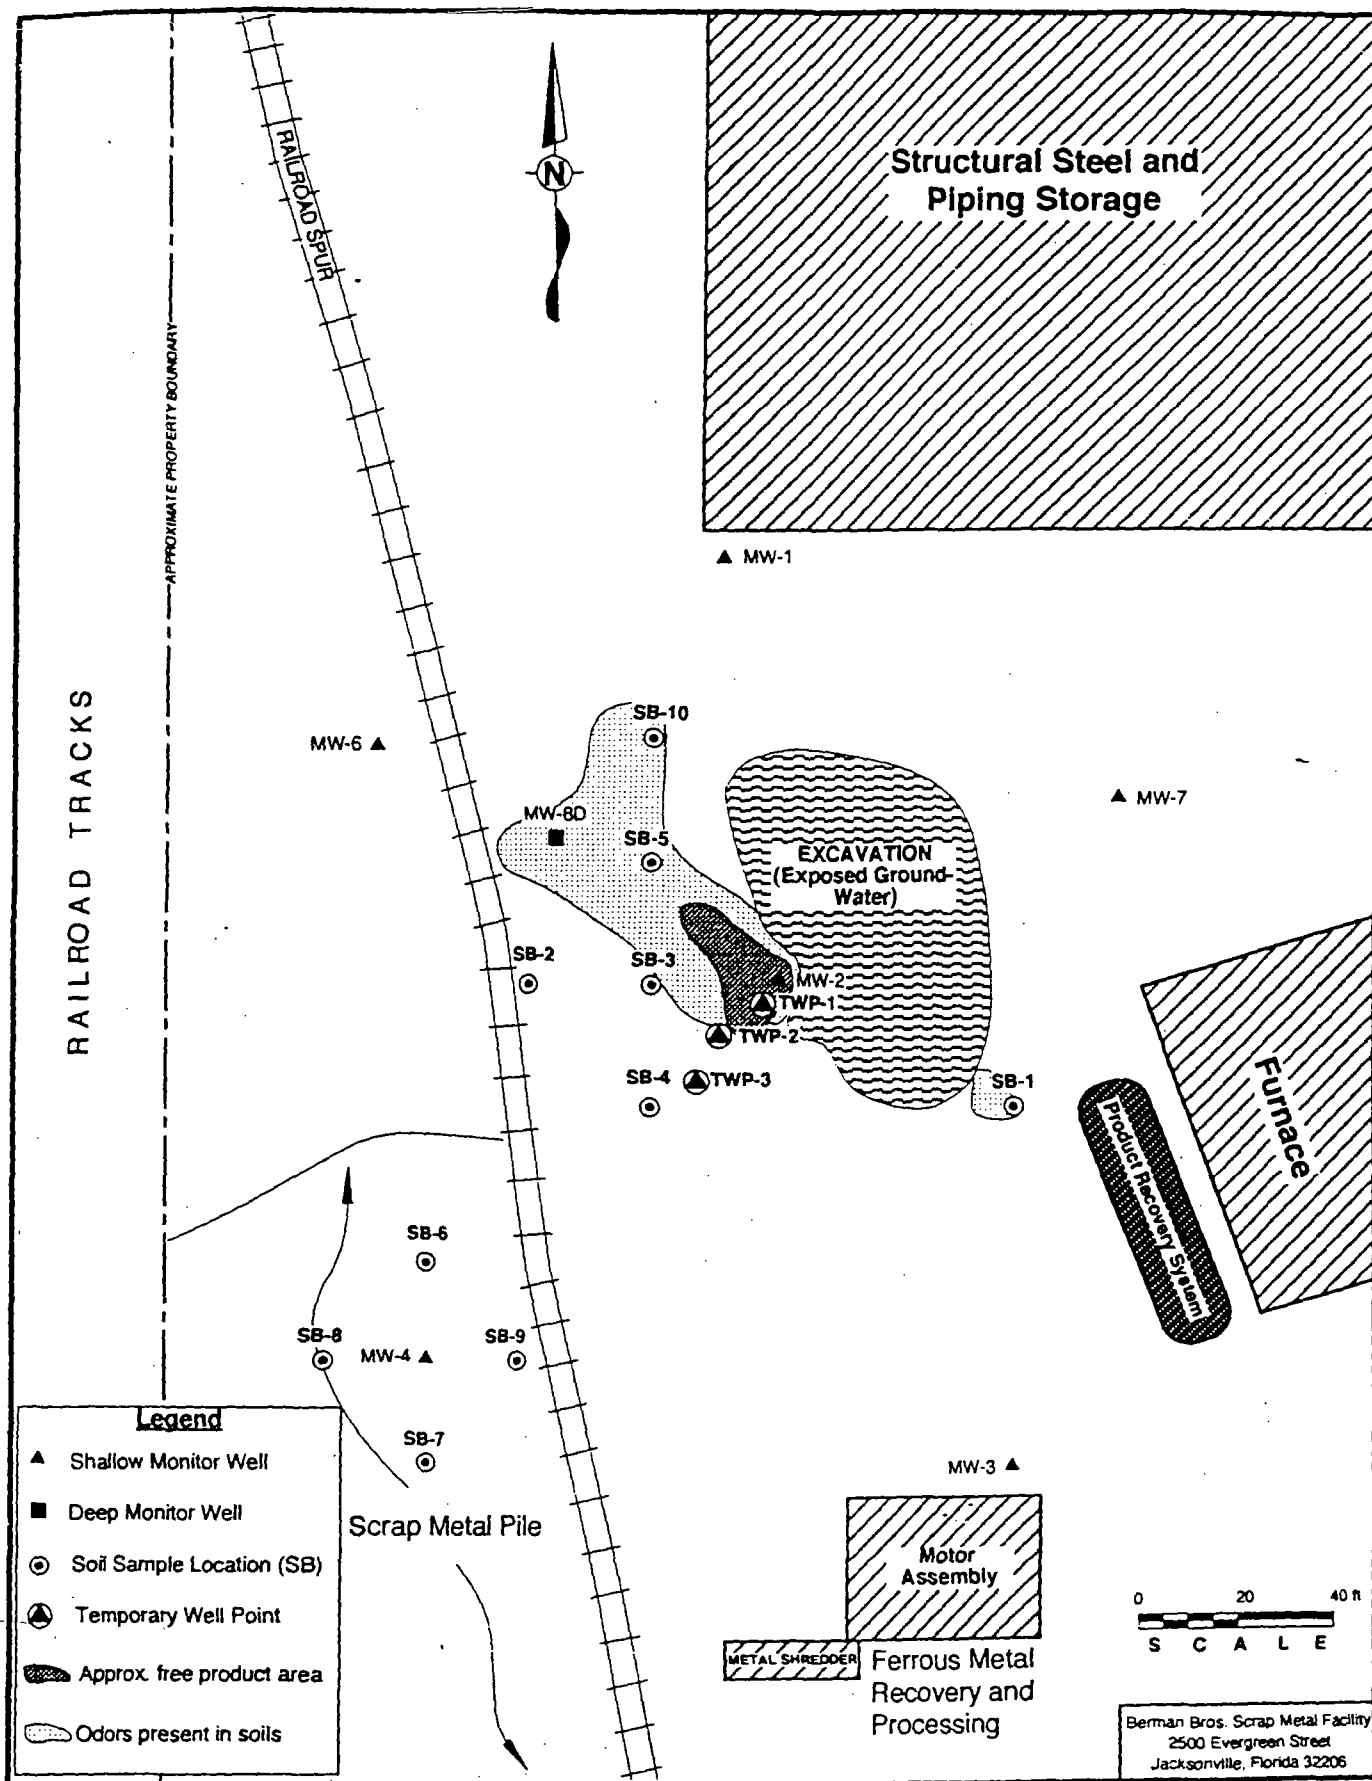 N
Structural Steel and
Piping Storage
RAILROAD SPUR
APPROXIMATE PROPERTY BOUNDARY
RAILROAD TRACKS
MW-1
SB-10
MW-6
MW-7
MW-8D
SB-5
EXCAVATION
(Exposed Ground-
Water)
SB-2
SB-3
MW-2
TWP-1
TWP-2
SB-4
TWP-3
SB-1
Furnace
Product Recovery System
SB-6
SB-8
MW-4
SB-9
SB-7
MW-3
Scrap Metal Pile
Legend
Shallow Monitor Well
Deep Monitor Well
Soil Sample Location (SB)
Temporary Well Point
Approx. free product area
Odors present in soils
Motor
Assembly
METAL SHREDDER
Ferrous Metal
Recovery and
Processing
0 20 40 ft
S C A L E
Berman Bros. Scrap Metal Facility
2500 Evergreen Street
Jacksonville, Florida 32206